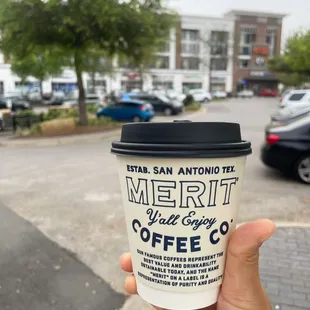 ESTAB. SAN ANTONIO TEX.
MERIT
Y'all Enjoy
COFFEE CO.
OUR FAMOUS COFFEES REPRESENT THE
BEST VALUE AND DRINKABILITY
OBTAINABLE TODAY, AND THE NAME
"MERIT" ON A LABEL IS A
REPRESENTATION OF PURITY AND QUALITY